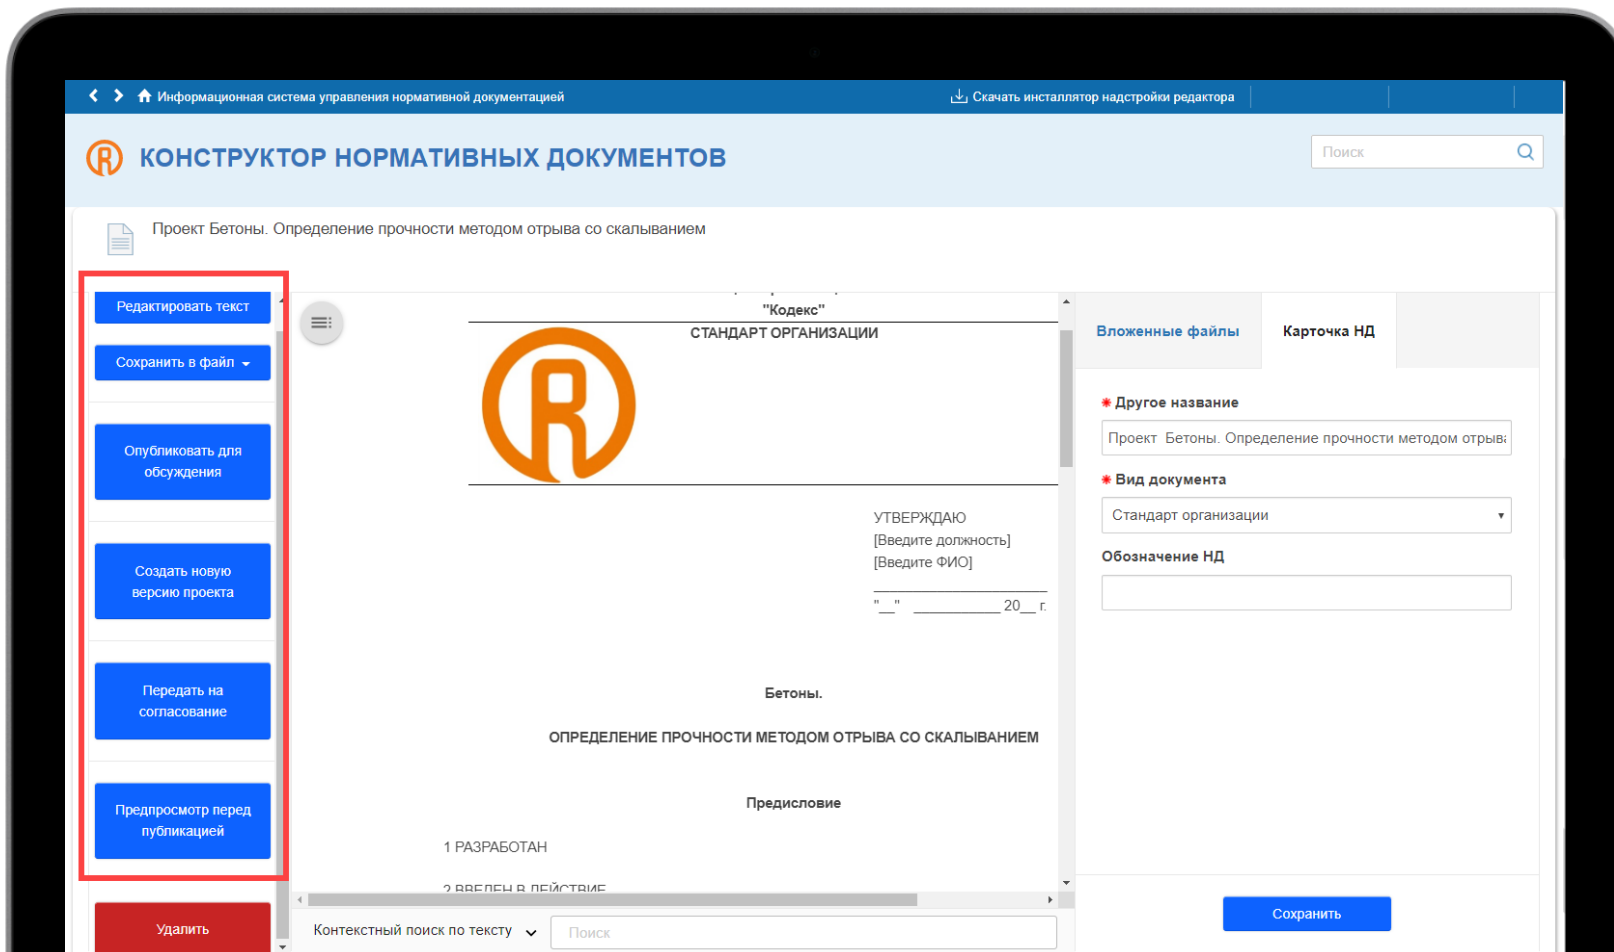 Информационная система управления нормативной документацией
Скачать инсталлятор надстройки редактора
R
КОНСТРУКТОР НОРМАТИВНЫХ ДОКУМЕНТОВ
Поиск
Проект Бетоны. Определение прочности методом отрыва со скалыванием
Редактировать текст
Сохранить в файл
Опубликовать для
обсуждения
Создать новую
версию проекта
Передать на
согласование
Предпросмотр перед
публикацией
Удалить
"Кодекс"
СТАНДАРТ ОРГАНИЗАЦИИ
R
УТВЕРЖДАЮ
[Введите должность]
[Введите ФИО]
"__" ___________ 20__ г.
Бетоны.
ОПРЕДЕЛЕНИЕ ПРОЧНОСТИ МЕТОДОМ ОТРЫВА СО СКАЛЫВАНИЕМ
Предисловие
1 РАЗРАБОТАН
2 ВВЕДЕН В ДЕЙСТВИЕ
Контекстный поиск по тексту
Поиск
Вложенные файлы
Карточка НД
* Другое название
Проект Бетоны. Определение прочности методом отрыва
* Вид документа
Стандарт организации
Обозначение НД
Сохранить